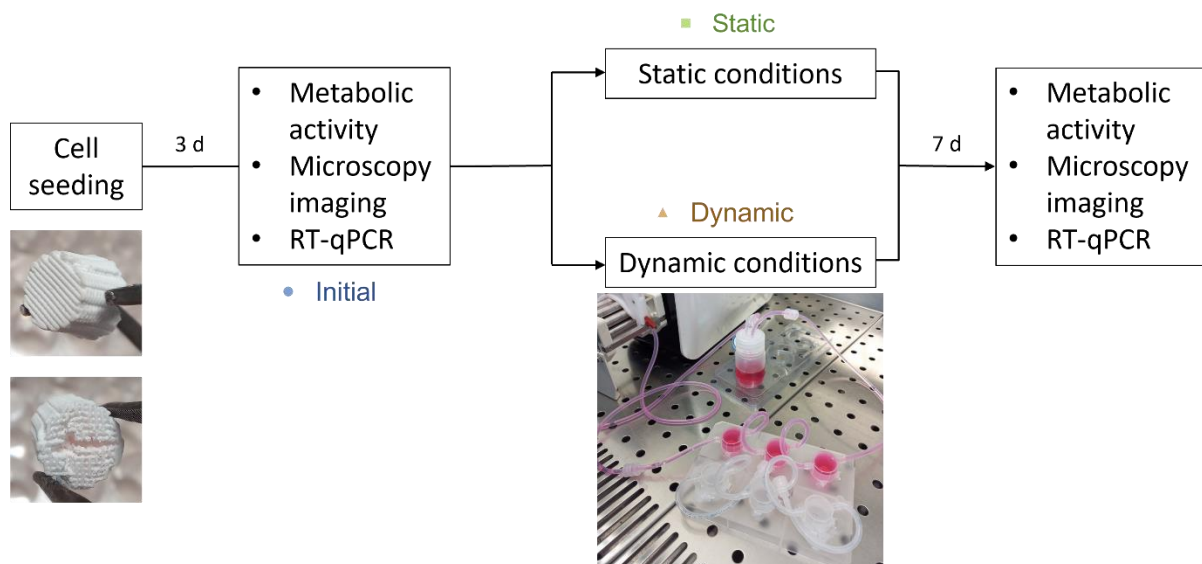 Cell
seeding
3 d
• Metabolic
activity
• Microscopy
imaging
• RT-qPCR
Initial
Static
Static conditions
Dynamic
Dynamic conditions
7 d
• Metabolic
activity
• Microscopy
imaging
• RT-qPCR